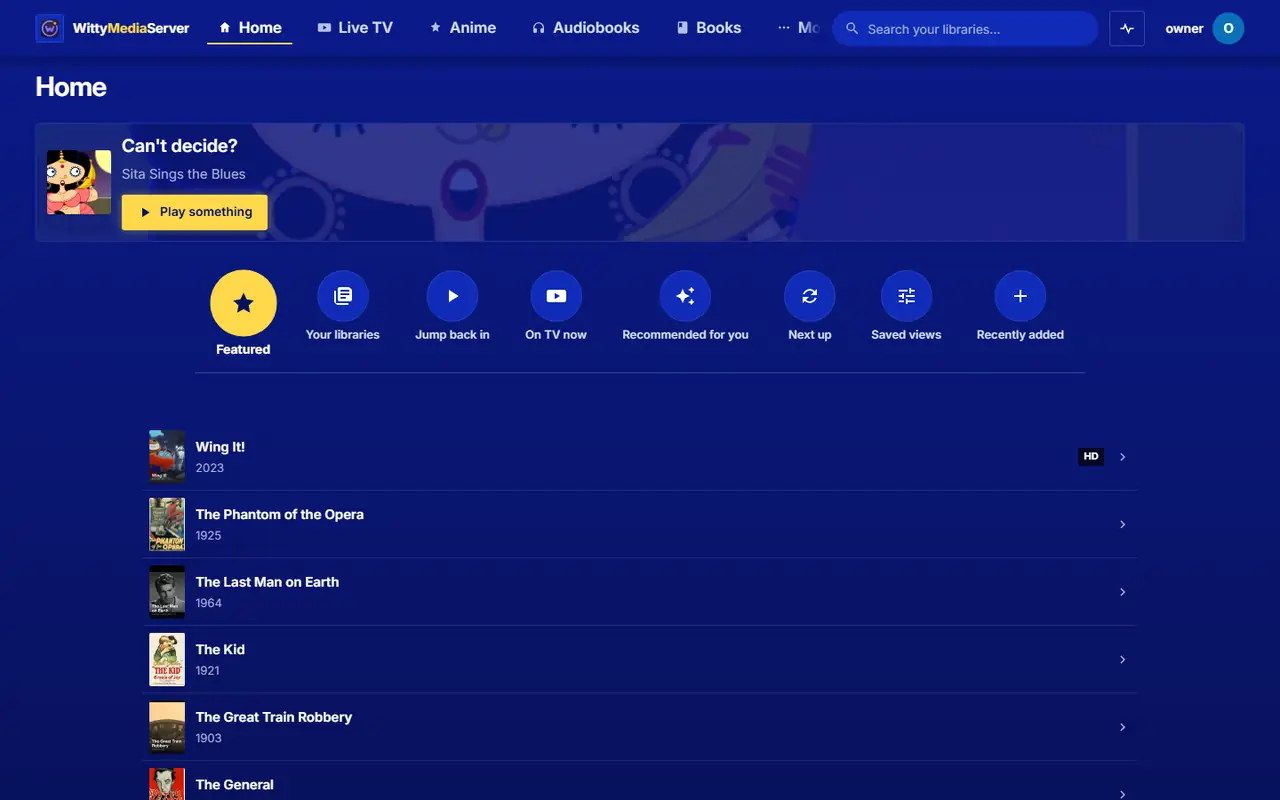 WittyMediaServer
Home
Live TV
Anime
Audiobooks
Books
Mo
Search your libraries...
owner
O
Home
Can't decide?
Sita Sings the Blues
Play something
Featured
Your libraries
Jump back in
On TV now
Recommended for you
Next up
Saved views
Recently added
Wing It!
2023
HD
The Phantom of the Opera
1925
The Last Man on Earth
1964
The Kid
1921
The Great Train Robbery
1903
The General